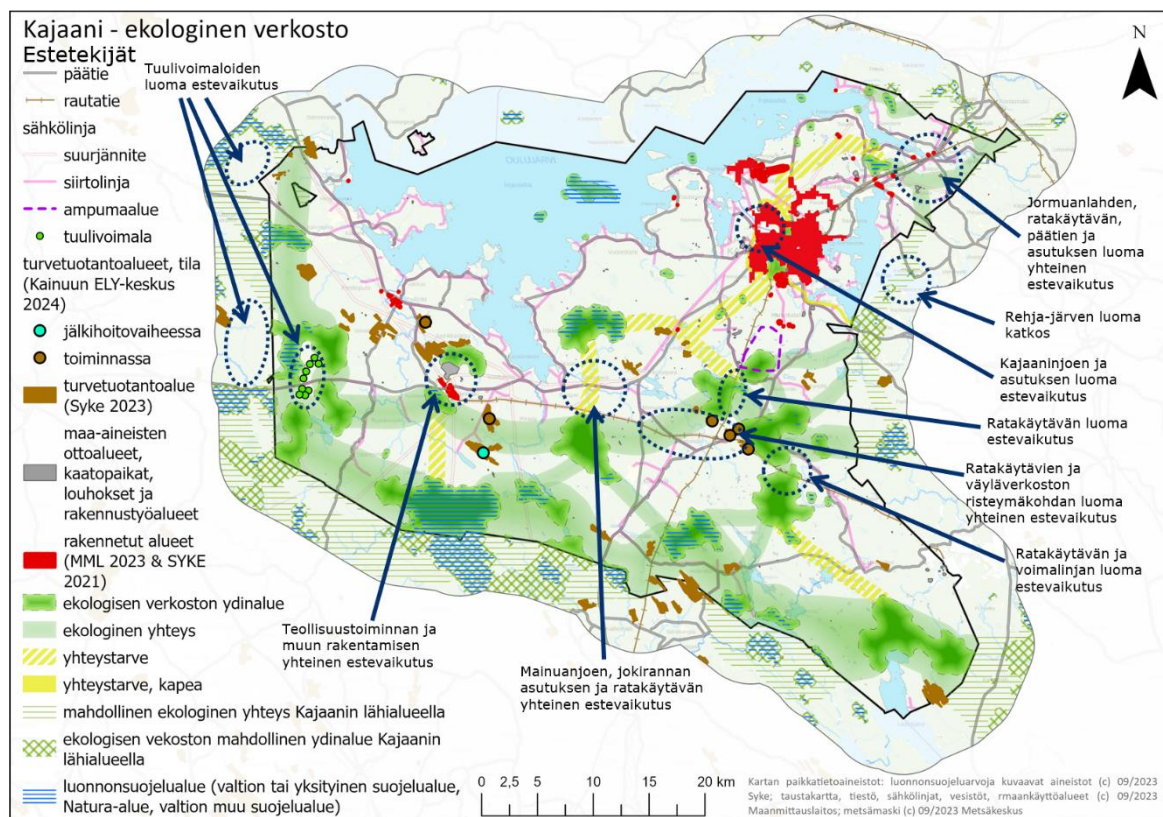 Kajaani - ekologinen verkosto
Estetekijät
päätie
rautatie
sähkölinja
suurjännite
siirtolinja
ampumaalue
tuulivoimala
turvetuotantoalueet, tila
(Kainuun ELY-keskus
2024)
jälkihoitovaiheessa
toiminnassa
turvetuotantoalue
(Syke 2023)
maa-aineisten
ottoalueet,
kaatopaikat,
louhokset ja
rakennustyöalueet
rakennetut alueet
(MML 2023 & SYKE
2021)
ekologisen verkoston ydinalue
ekologinen yhteys
yhteystarve
yhteystarve, kapea
mahdollinen ekologinen yhteys Kajaanin lähialueella
ekologisen vekoston mahdollinen ydinalue Kajaanin
lähialueella
luonnonsuojelualue (valtion tai yksityinen suojelualue,
Natura-alue, valtion muu suojelualue)
Tuulivoimaloiden
luoma estevaikutus
N
OULUJÄRVI
Jormuanlahden,
ratakäytävän,
päätien ja
asutuksen luoma
yhteinen
estevaikutus
Rehja-järven luoma
katkos
Kajaaninjoen ja
asutuksen luoma
estevaikutus
Ratakäytävän luoma
estevaikutus
Ratakäytävien ja
väyläverkoston
risteymäkohdan luoma
yhteinen estevaikutus
Ratakäytävän ja
voimalinjan luoma
estevaikutus
Teollisuustoiminnan ja
muun rakentamisen
yhteinen estevaikutus
Mainuanjoen, jokirannan
asutuksen ja ratakäytävän
yhteinen estevaikutus
0 2,5 5 10 15 20 km
Kartan paikkatietoaineistot: luonnonsuojeluarvoja kuvaavat aineistot (c) 09/2023
Syke; taustakartta, tiestö, sähkölinjat, vesistöt, rmaankäyttöalueet (c) 09/2023
Maanmittauslaitos; metsämaski (c) 09/2023 Metsäkeskus